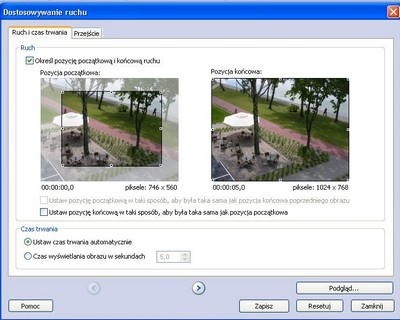 Dostosowywanie ruchu
Ruch i czas trwania
Przejście
Ruch
Określ pozycję początkową i końcową ruchu
Pozycja początkowa:
Pozycja końcowa:
00:00:00,0
piksele: 746 x 560
00:00:05,0
piksele: 1024 x 768
Ustaw pozycję początkową w taki sposób, aby była taka sama jak pozycja końcowa poprzedniego obrazu
Ustaw pozycję końcową w taki sposób, aby była taka sama jak pozycja początkowa
Czas trwania
Ustaw czas trwania automatycznie
Czas wyświetlania obrazu w sekundach
5,0
Podgląd...
Pomoc
Zapisz
Resetuj
Zamknij